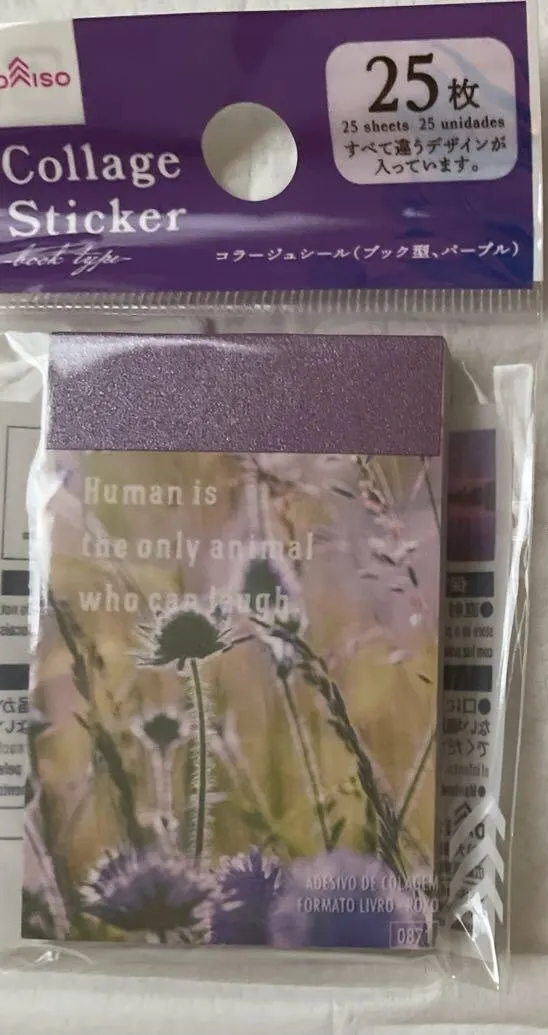 DAISO
25枚
25 sheets 25 unidades
すべて違うデザインが
入っています。
Collage
Sticker
-book type-
コラージュシール(ブック型、パープル)
Human is
the only animal
who can laugh.
ADESIVO DE COLAGEM
FORMATO LIVRO - ROXO